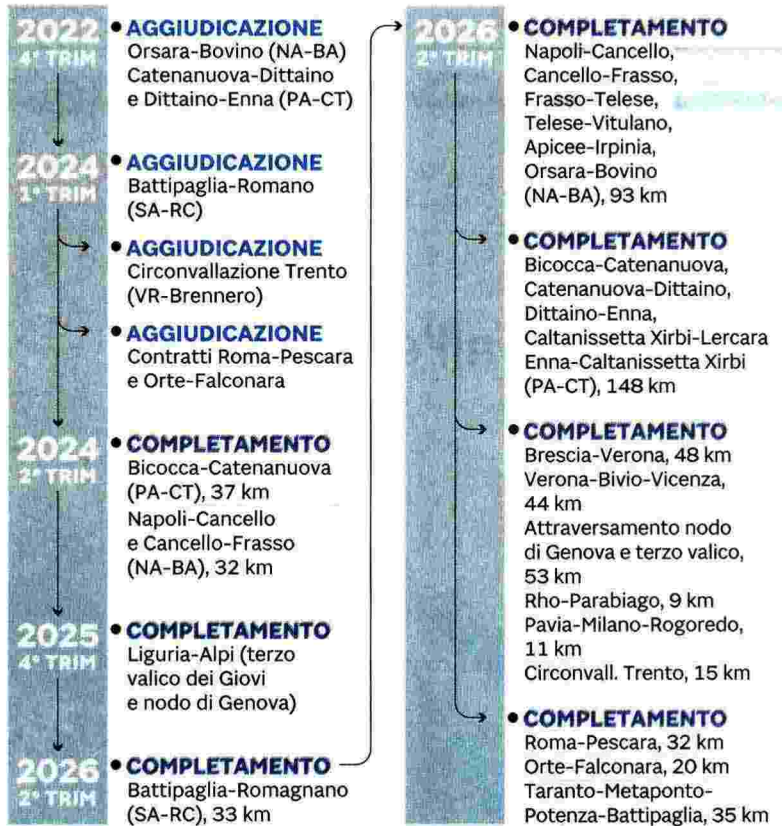 2022
4° TRIM
• AGGIUDICAZIONE
Orsara-Bovino (NA-BA)
Catenanuova-Dittaino
e Dittaino-Enna (PA-CT)
2024
1° TRIM
• AGGIUDICAZIONE
Battipaglia-Romano
(SA-RC)
• AGGIUDICAZIONE
Circonvallazione Trento
(VR-Brennero)
• AGGIUDICAZIONE
Contratti Roma-Pescara
e Orte-Falconara
2024
2° TRIM
• COMPLETAMENTO
Bicocca-Catenanuova
(PA-CT), 37 km
Napoli-Cancello
e Cancello-Frasso
(NA-BA), 32 km
2025
4° TRIM
• COMPLETAMENTO
Liguria-Alpi (terzo
valico dei Giovi
e nodo di Genova)
2026
2° TRIM
• COMPLETAMENTO
Battipaglia-Romagnano
(SA-RC), 33 km
2026
2° TRIM
• COMPLETAMENTO
Napoli-Cancello,
Cancello-Frasso,
Frasso-Telese,
Telese-Vitulano,
Apicee-Irpinia,
Orsara-Bovino
(NA-BA), 93 km
• COMPLETAMENTO
Bicocca-Catenanuova,
Catenanuova-Dittaino,
Dittaino-Enna,
Caltanissetta Xirbi-Lercara
Enna-Caltanissetta Xirbi
(PA-CT), 148 km
• COMPLETAMENTO
Brescia-Verona, 48 km
Verona-Bivio-Vicenza,
44 km
Attraversamento nodo
di Genova e terzo valico,
53 km
Rho-Parabiago, 9 km
Pavia-Milano-Rogoredo,
11 km
Circonvall. Trento, 15 km
• COMPLETAMENTO
Roma-Pescara, 32 km
Orte-Falconara, 20 km
Taranto-Metaponto-
Potenza-Battipaglia, 35 km